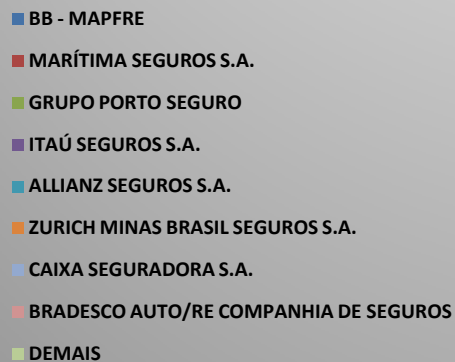 BB - MAPFRE
MARÍTIMA SEGUROS S.A.
GRUPO PORTO SEGURO
ITAÚ SEGUROS S.A.
ALLIANZ SEGUROS S.A.
ZURICH MINAS BRASIL SEGUROS S.A.
CAIXA SEGURADORA S.A.
BRADESCO AUTO/RE COMPANHIA DE SEGUROS
DEMAIS